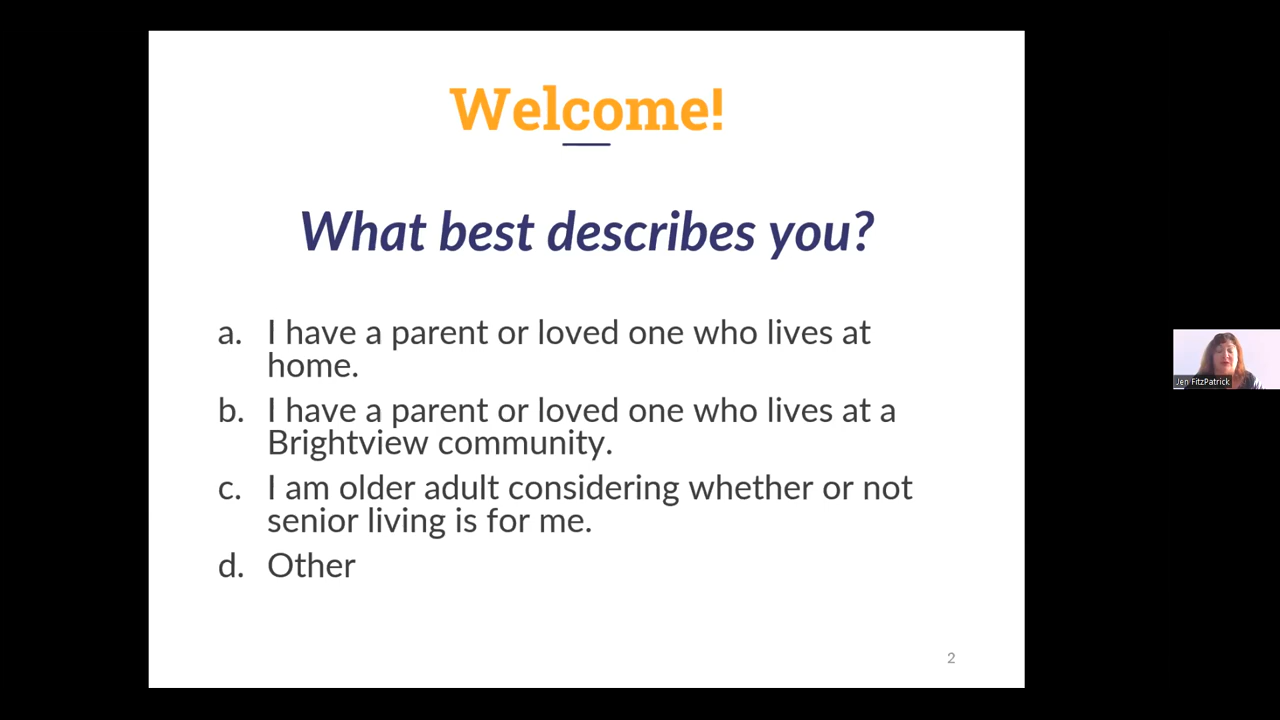 Welcome!
What best describes you?
a. I have a parent or loved one who lives at
home.
b. I have a parent or loved one who lives at a
Brightview community.
c. I am older adult considering whether or not
senior living is for me.
d. Other
2
Jen FitzPatrick